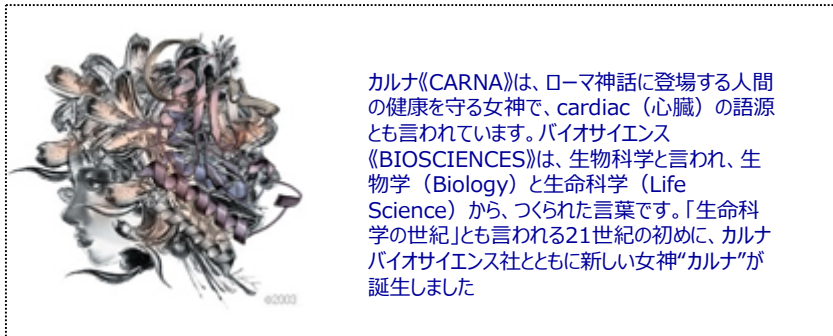 カルナ《CARNA》は、ローマ神話に登場する人間
の健康を守る女神で、cardiac（心臓）の語源
とも言われています。バイオサイエンス
《BIOSCIENCES》は、生物科学と言われ、生
物学（Biology）と生命科学（Life
Science）から、つくられた言葉です。「生命科
学の世紀」とも言われる21世紀の初めに、カルナ
バイオサイエンス社とともに新しい女神“カルナ”が
誕生しました
©2003